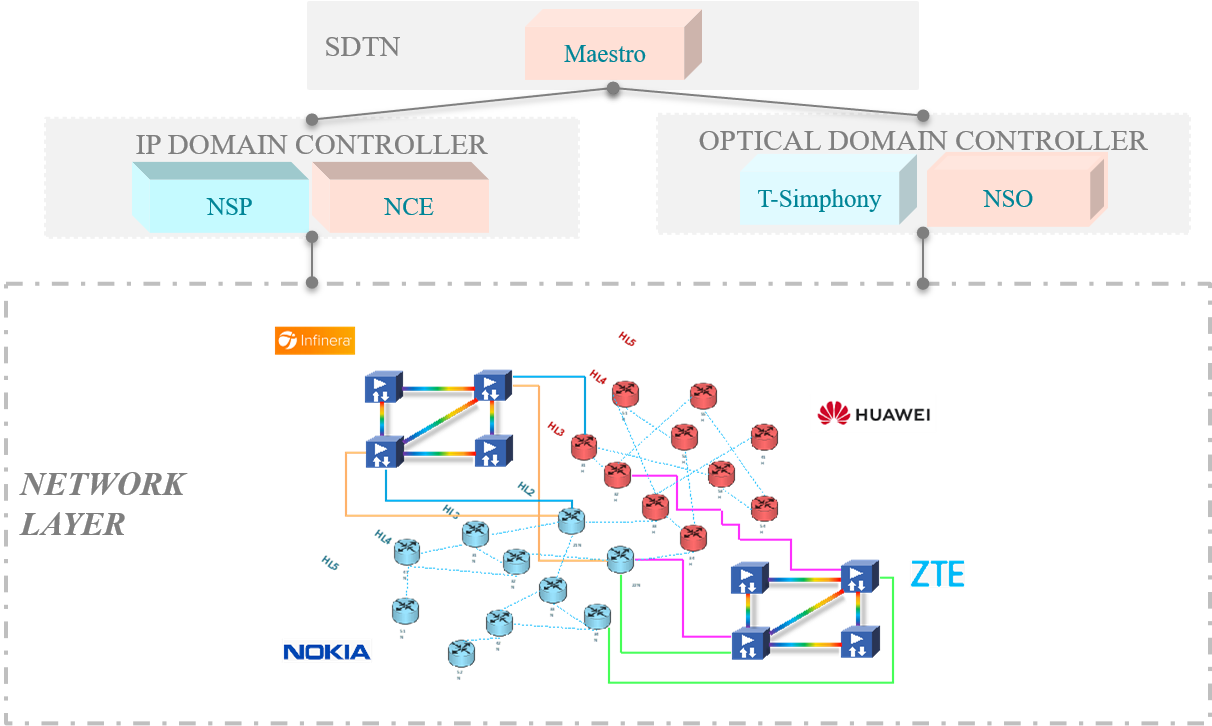 SDTN
Maestro
IP DOMAIN CONTROLLER
OPTICAL DOMAIN CONTROLLER
NSP
NCE
T-Simphony
NSO
Infinera
HL5
HL4
HUAWEI
HL3
NETWORK
LAYER
HL2
HL3
HL4
HL5
ZTE
NOKIA